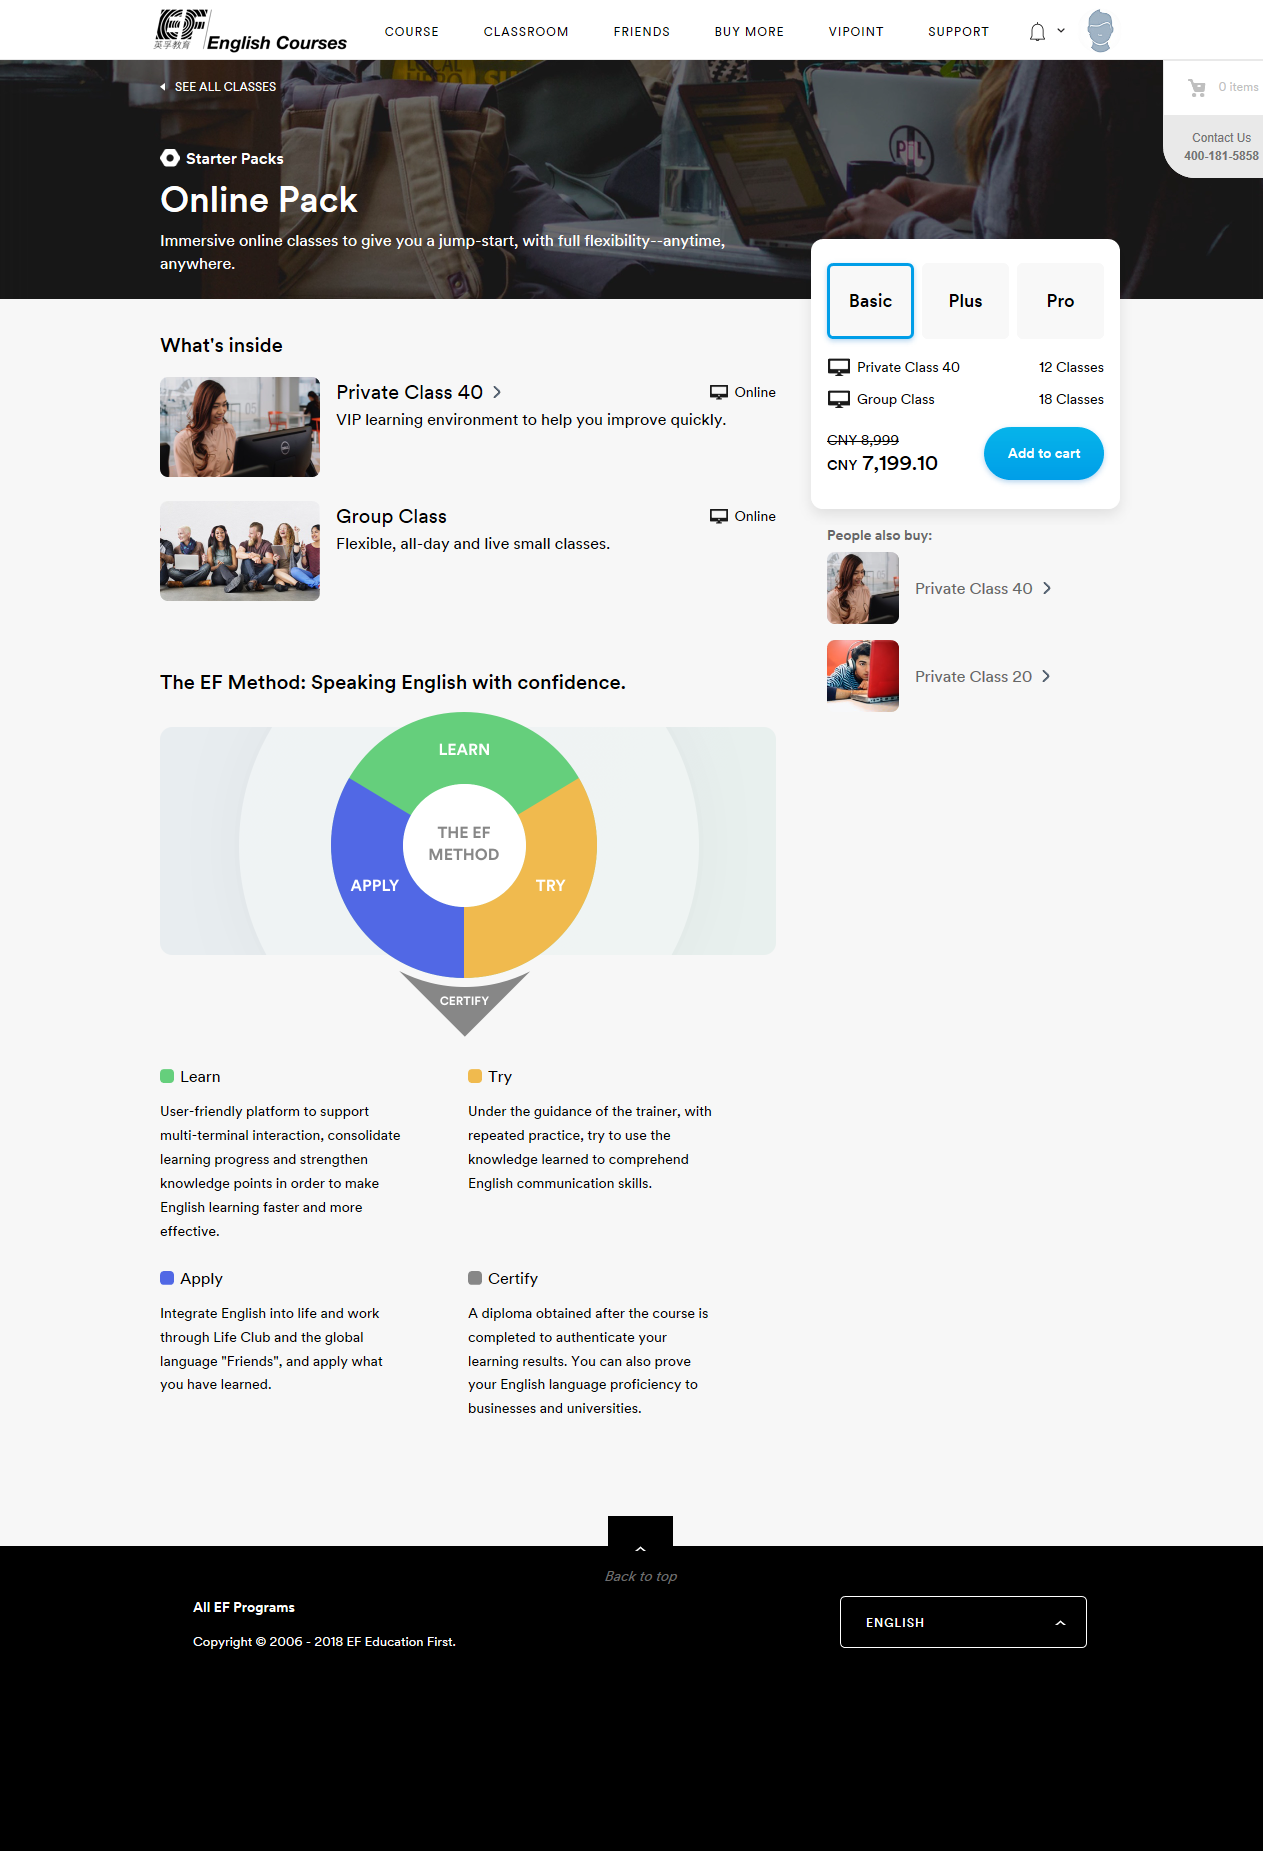 英孚教育
English Courses
COURSE
CLASSROOM
FRIENDS
BUY MORE
VIPOINT
SUPPORT
0 items
Contact Us
400-181-5858
SEE ALL CLASSES
Starter Packs
Online Pack
Immersive online classes to give you a jump-start, with full flexibility--anytime,
anywhere.
Basic
Plus
Pro
Private Class 40
12 Classes
Group Class
18 Classes
CNY 8,999
CNY 7,199.10
Add to cart
People also buy:
Private Class 40
Private Class 20
What's inside
Private Class 40
Online
VIP learning environment to help you improve quickly.
Group Class
Online
Flexible, all-day and live small classes.
The EF Method: Speaking English with confidence.
LEARN
THE EF
METHOD
APPLY
TRY
CERTIFY
Learn
User-friendly platform to support
multi-terminal interaction, consolidate
learning progress and strengthen
knowledge points in order to make
English learning faster and more
effective.
Try
Under the guidance of the trainer, with
repeated practice, try to use the
knowledge learned to comprehend
English communication skills.
Apply
Integrate English into life and work
through Life Club and the global
language "Friends", and apply what
you have learned.
Certify
A diploma obtained after the course is
completed to authenticate your
learning results. You can also prove
your English language proficiency to
businesses and universities.
Back to top
All EF Programs
Copyright © 2006 - 2018 EF Education First.
ENGLISH